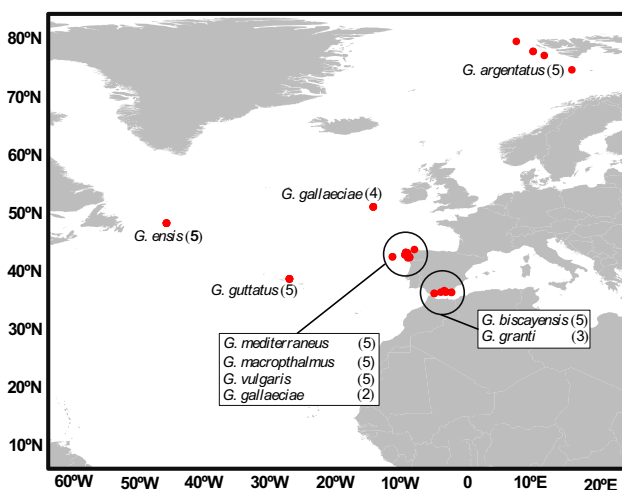 80ºN
70ºN
60ºN
50ºN
40ºN
30ºN
20ºN
10ºN
G. argentatus (5)
G. gallaeciae (4)
G. ensis (5)
G. guttatus (5)
G. mediterraneus (5)
G. macropthalmus (5)
G. vulgaris (5)
G. gallaeciae (2)
G. biscayensis (5)
G. granti (3)
60ºW 50ºW 40ºW 30ºW 20ºW 10ºW 0 10ºE 20ºE